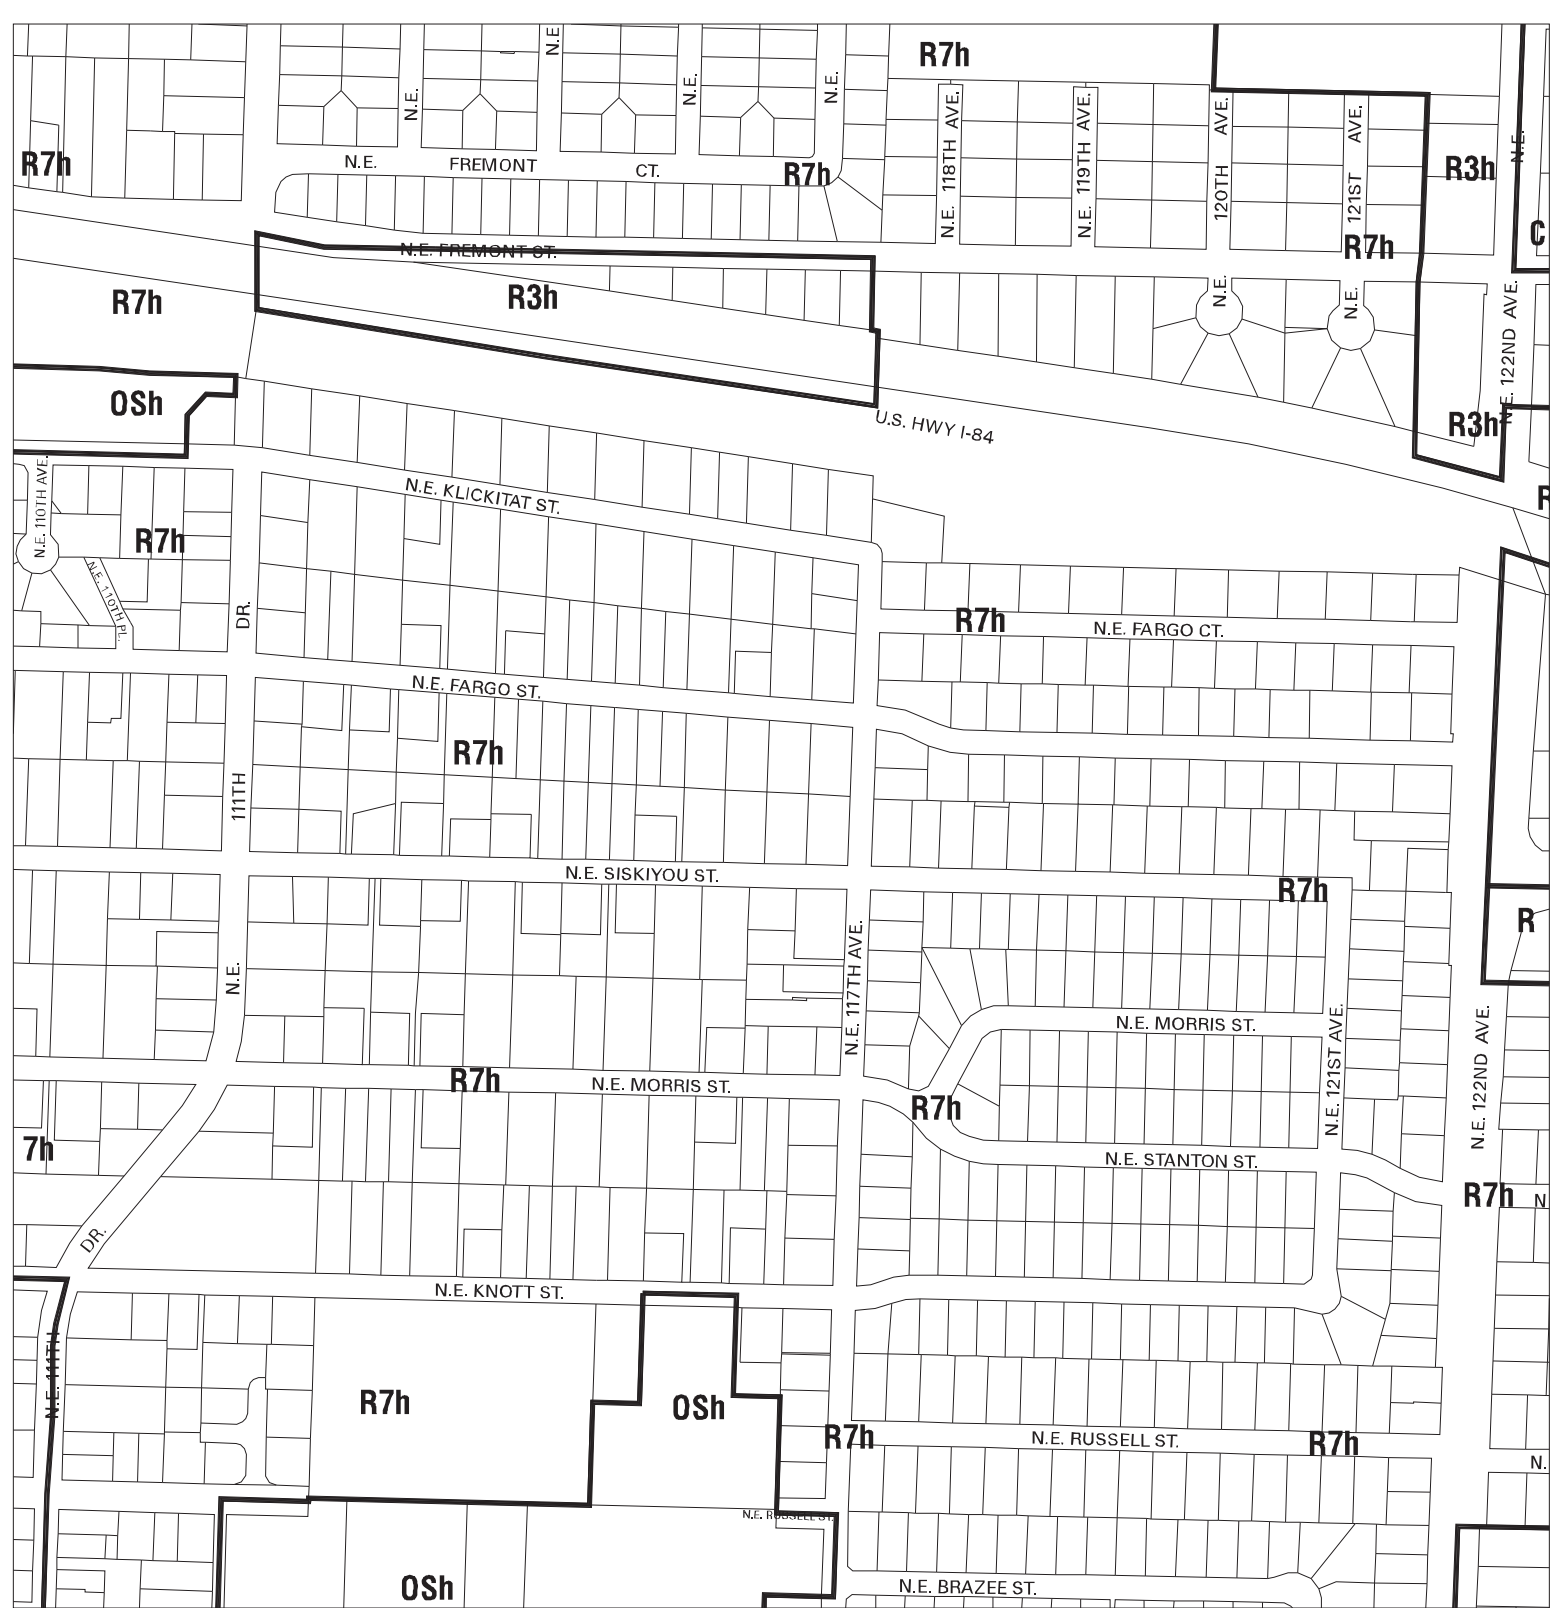 N.E.
R7h
N.E.
N.E.
N.E.
N.E. 118TH AVE.
N.E. 119TH AVE.
120TH AVE.
121ST AVE.
N.E.
R7h
N.E. FREMONT CT.
R7h
R3h
C
R7h
N.E. FREMONT ST.
R7h
R3h
N.E.
N.E.
N.E. 122ND AVE.
OSh
U.S. HWY I-84
R3h
N.E. 110TH AVE.
N.E. KLICKITAT ST.
R
R7h
N.E. 110TH PL.
DR.
R7h
N.E. FARGO CT.
N.E. FARGO ST.
R7h
111TH
N.E. SISKIYOU ST.
R7h
R
N.E.
N.E. 117TH AVE.
N.E. MORRIS ST.
N.E. 121ST AVE.
N.E. 122ND AVE.
R7h
N.E. MORRIS ST.
R7h
7h
N.E. STANTON ST.
R7h
N
DR.
N.E. KNOTT ST.
N.E. 111TH
R7h
OSh
R7h
N.E. RUSSELL ST.
R7h
N.
N.E. RUSSELL ST.
OSh
N.E. BRAZEE ST.